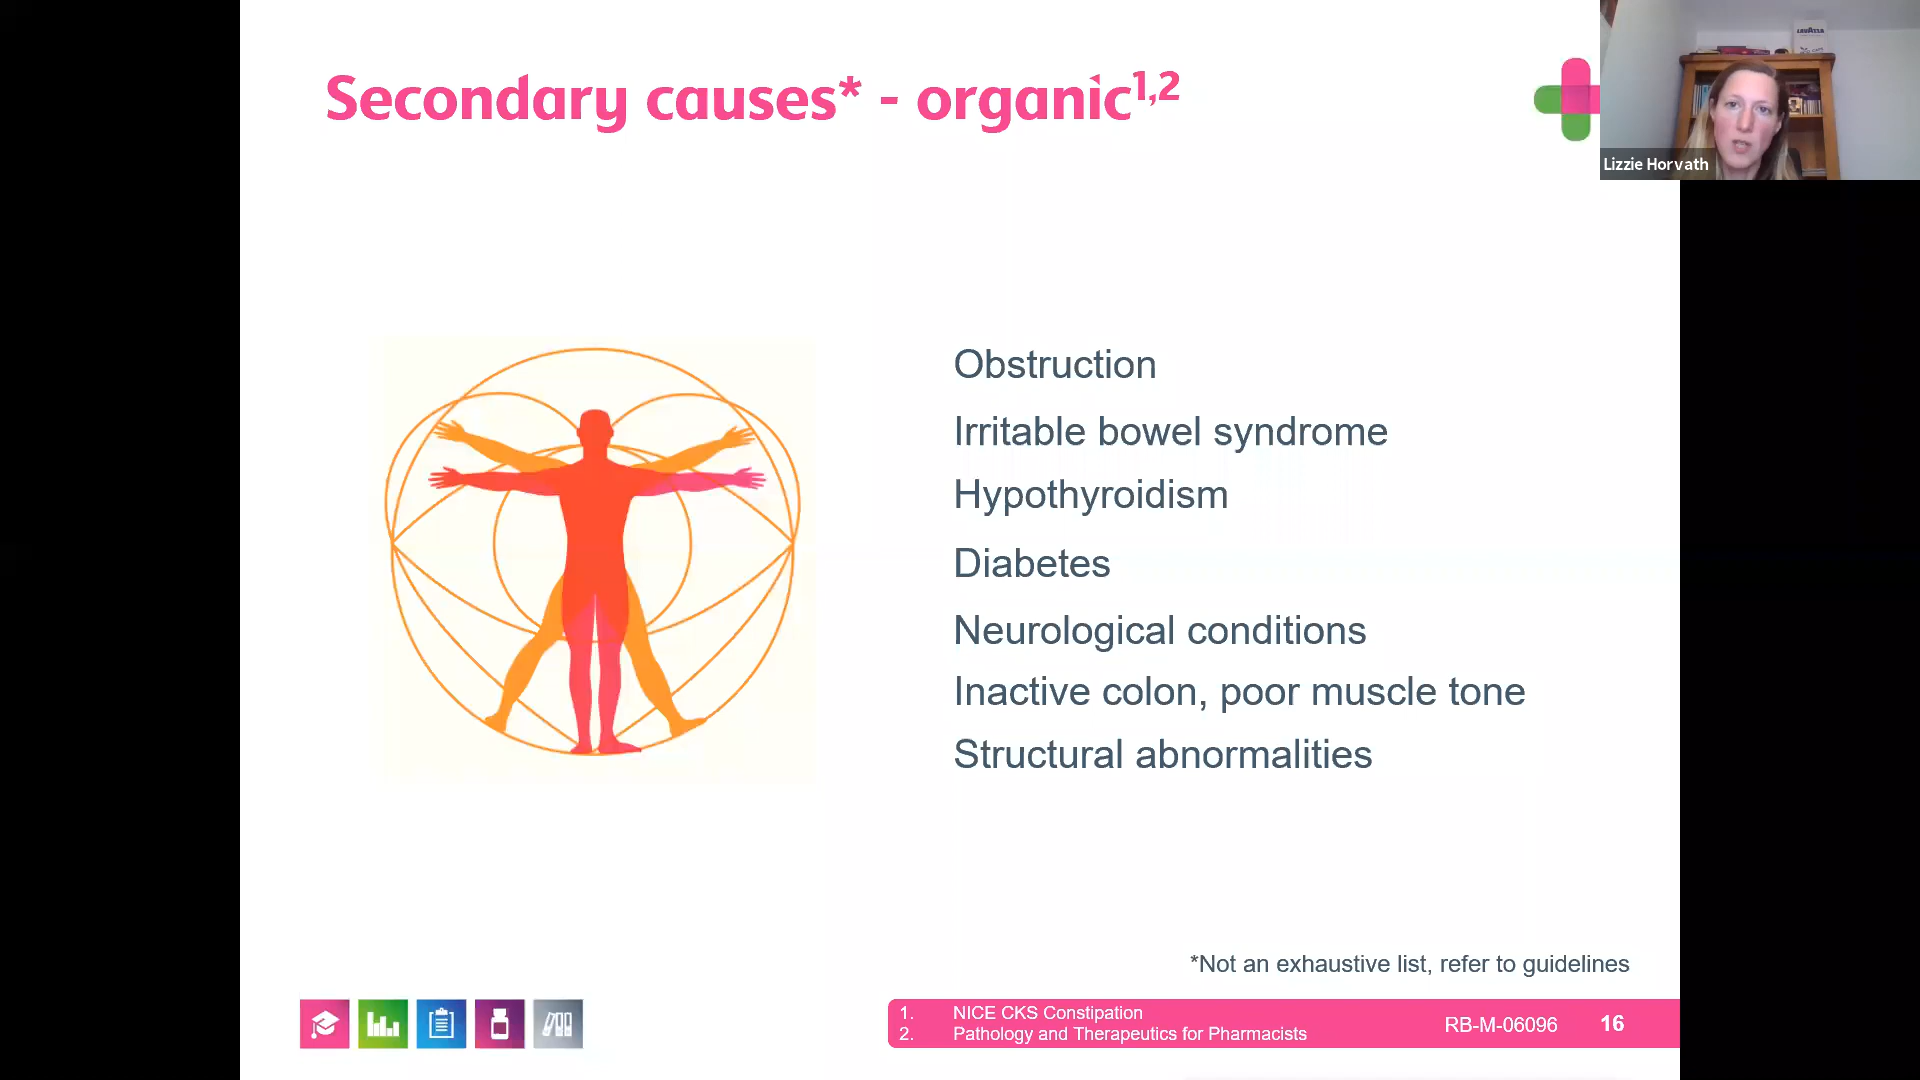 Secondary causes* - organic1,2
LAVAZZA
Lizzie Horvath
Obstruction
Irritable bowel syndrome
Hypothyroidism
Diabetes
Neurological conditions
Inactive colon, poor muscle tone
Structural abnormalities
*Not an exhaustive list, refer to guidelines
1. NICE CKS Constipation
2. Pathology and Therapeutics for Pharmacists
RB-M-06096 16